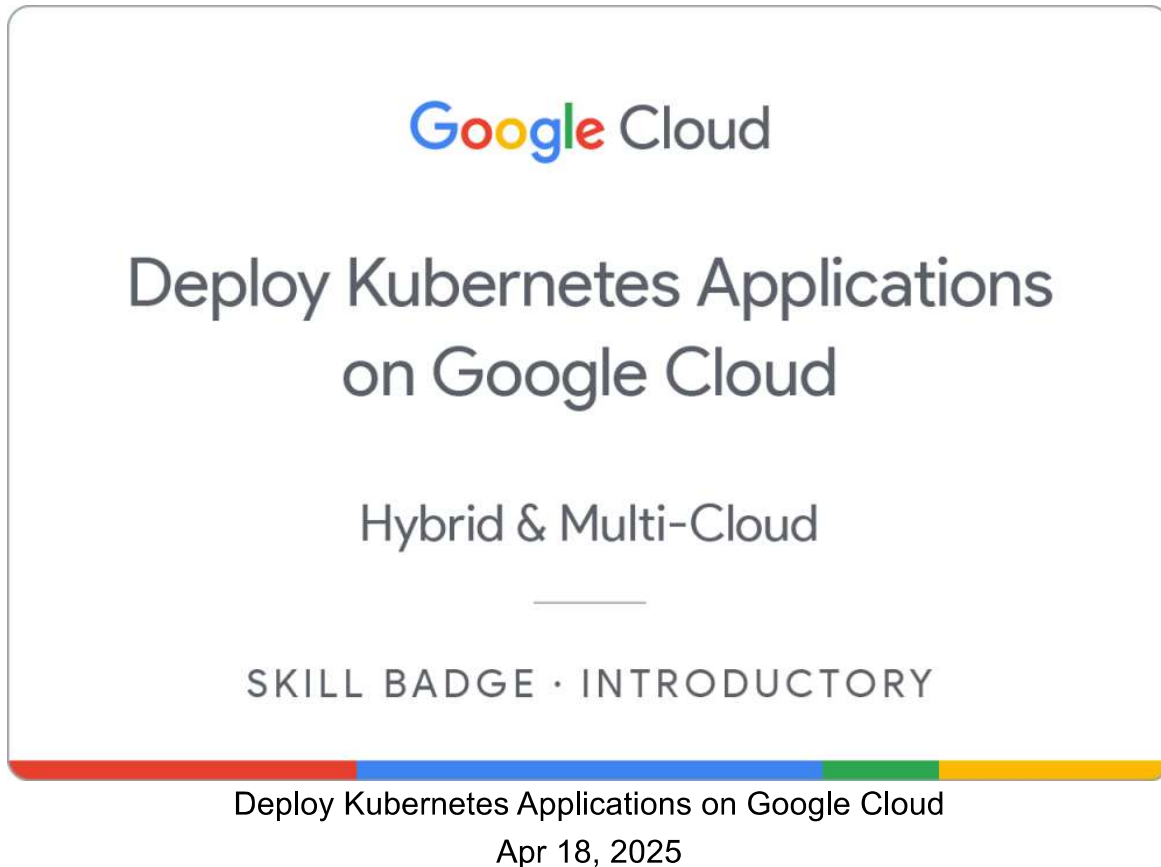 Google Cloud
Deploy Kubernetes Applications
on Google Cloud
Hybrid & Multi-Cloud
SKILL BADGE · INTRODUCTORY
Deploy Kubernetes Applications on Google Cloud
Apr 18, 2025